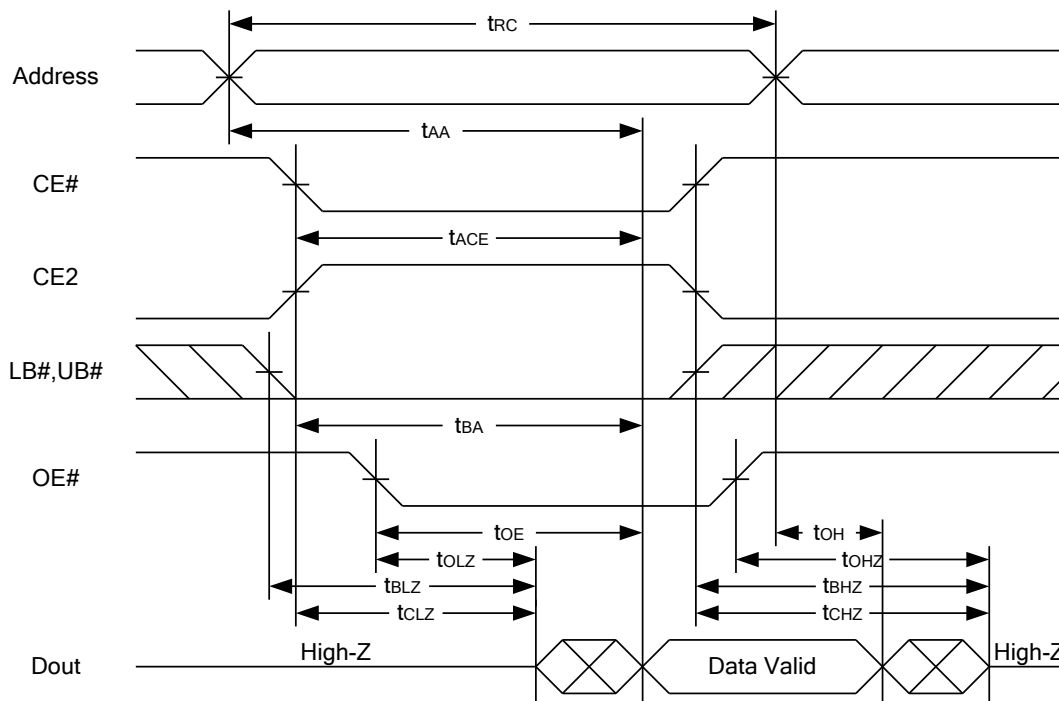 tRC
Address
tAA
CE#
tACE
CE2
LB#,UB#
tBA
OE#
tOE
tOH
tOLZ
tOHZ
tBLZ
tBHZ
tCLZ
tCHZ
Dout
High-Z
Data Valid
High-Z